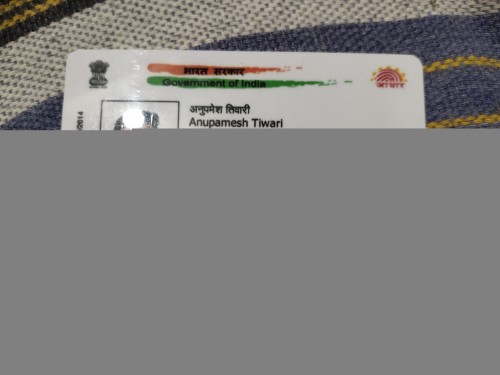 भारत सरकार
Government of India
आधार
अनुपमेश तिवारी
Anupamesh Tiwari